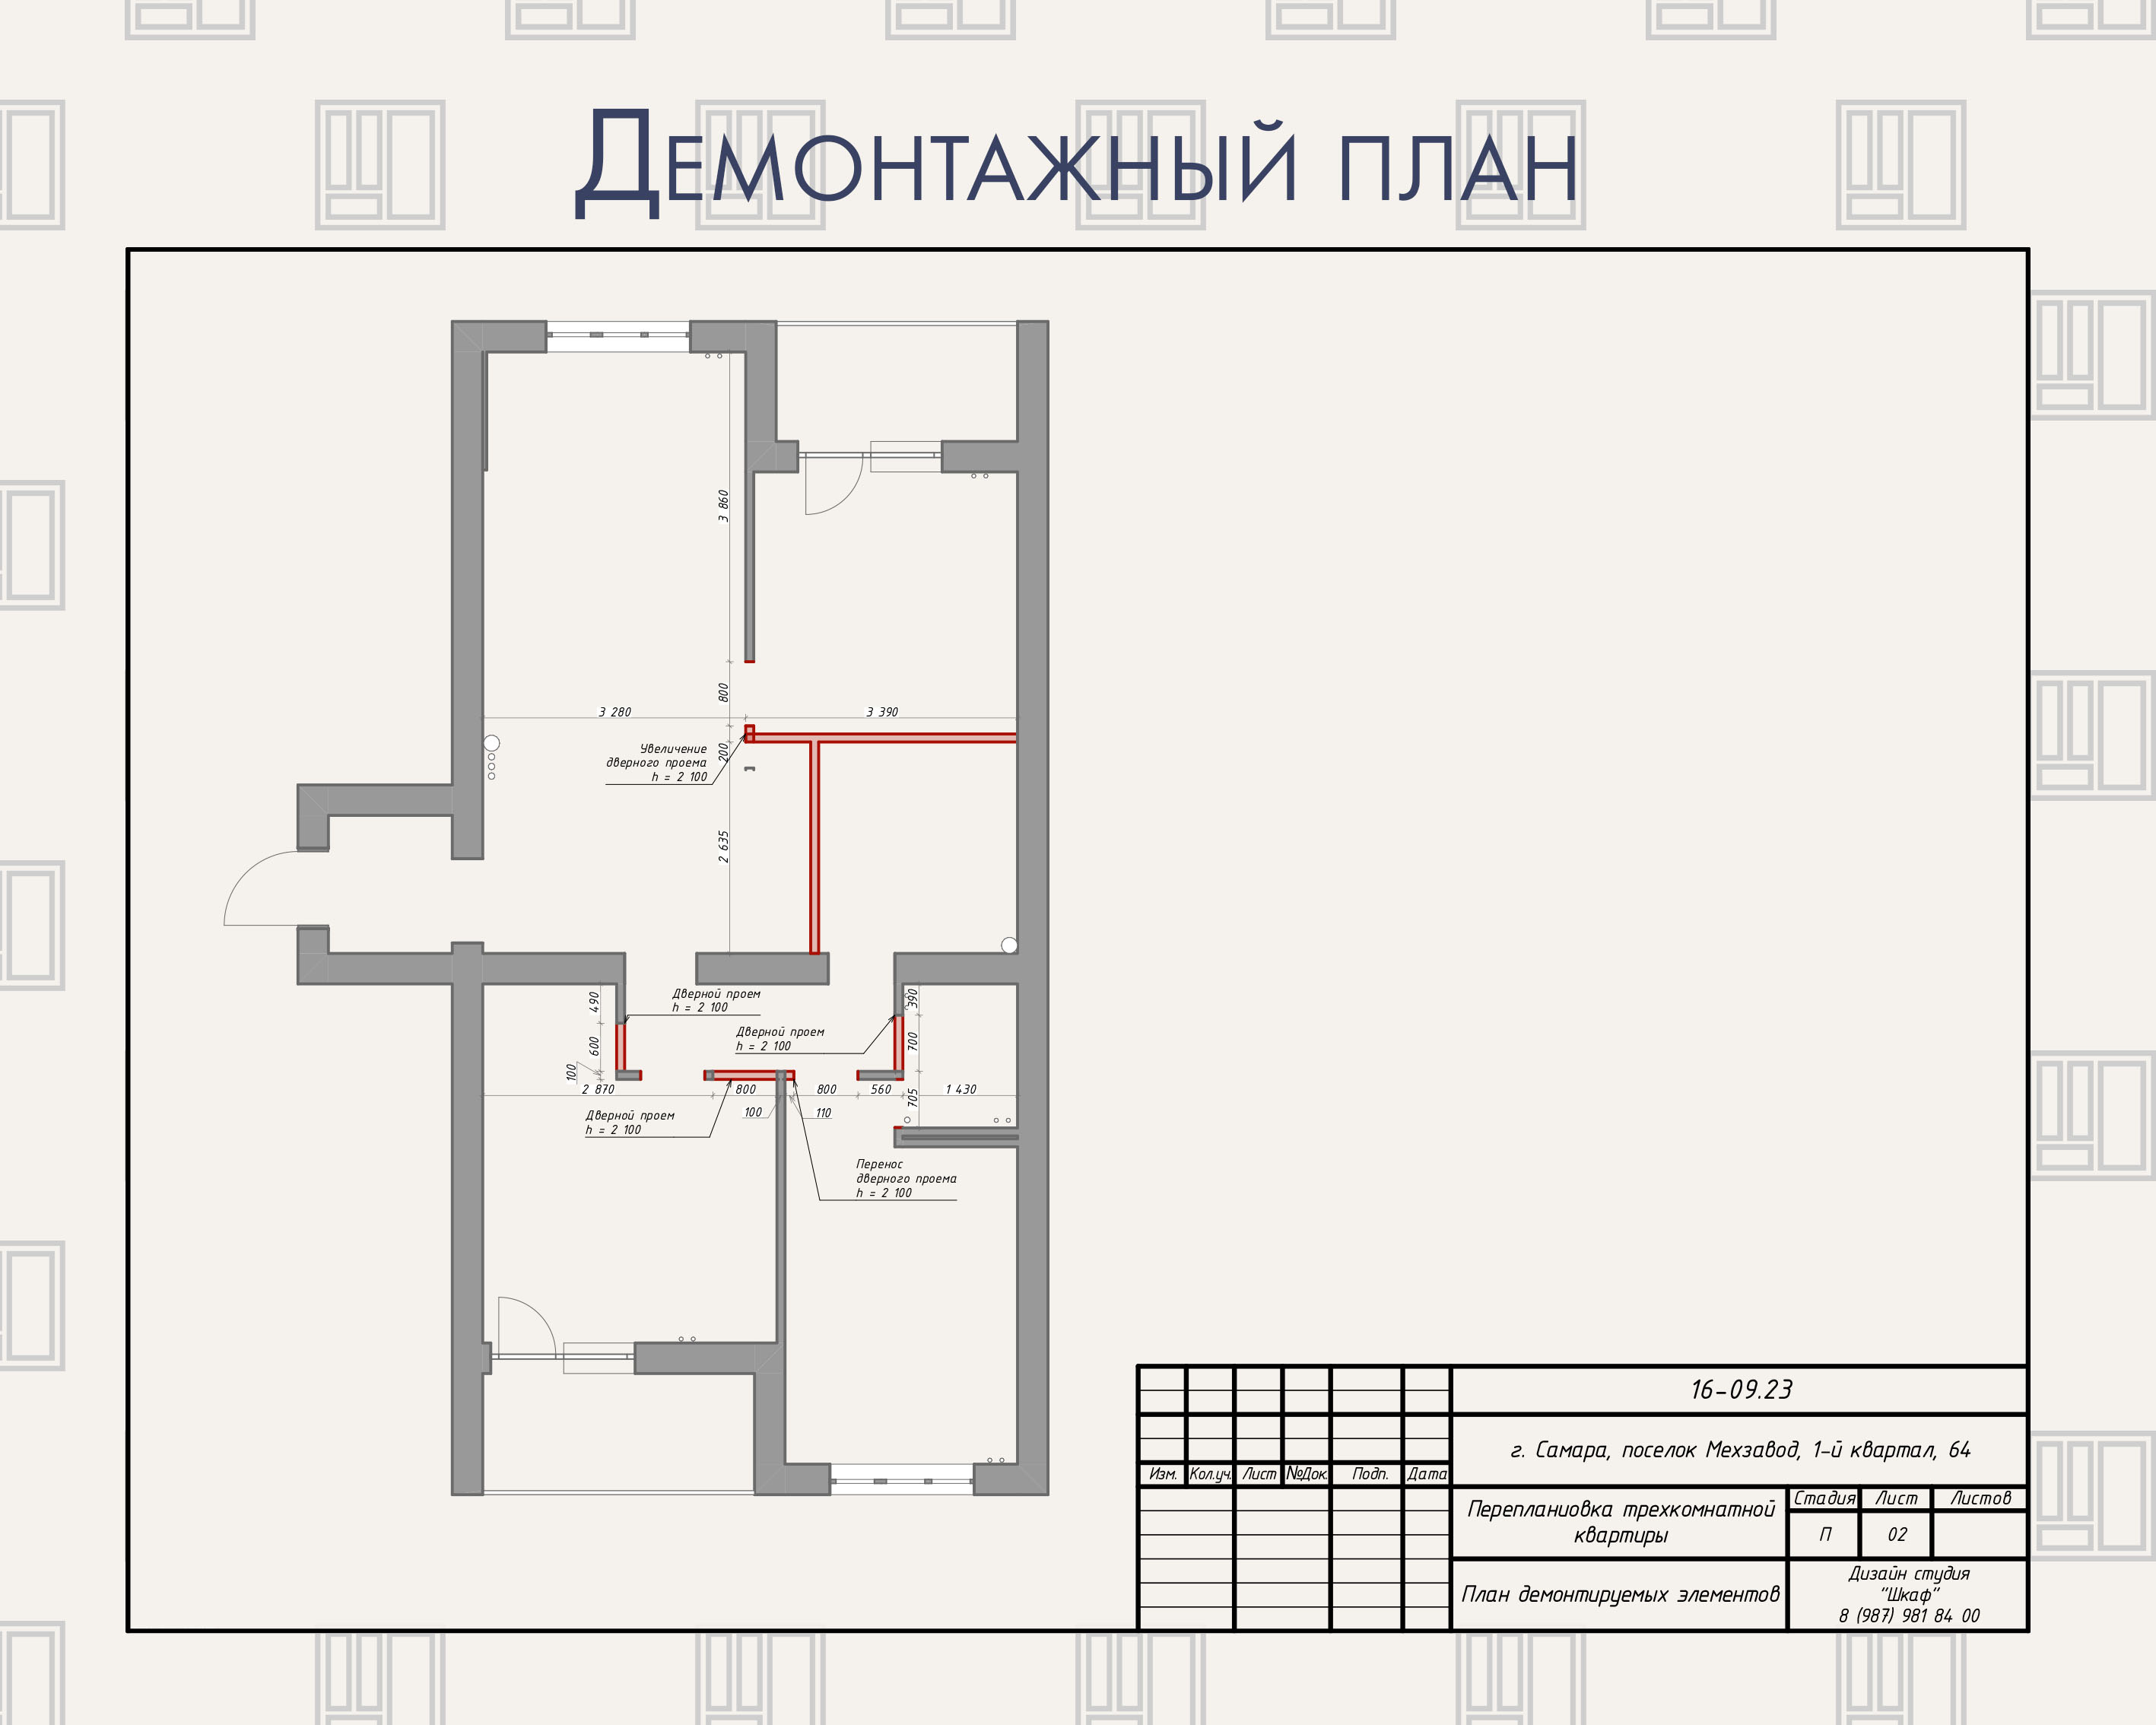 Демонтажный план
3 860
800
3 280
3 390
200
Увеличение
дверного проема
h = 2 100
2 635
490
Дверной проем
h = 2 100
390
600
Дверной проем
h = 2 100
700
100
2 870
800
800
560
1 430
705
100
110
Дверной проем
h = 2 100
Перенос
дверного проема
h = 2 100
16-09.23
г. Самара, поселок Мехзавод, 1-й квартал, 64
Изм. Кол.уч. Лист №Док. Подп. Дата
Перепланиовка трехкомнатной
квартиры
Стадия Лист Листов
П 02
План демонтируемых элементов
Дизайн студия
"Шкаф"
8 (987) 981 84 00